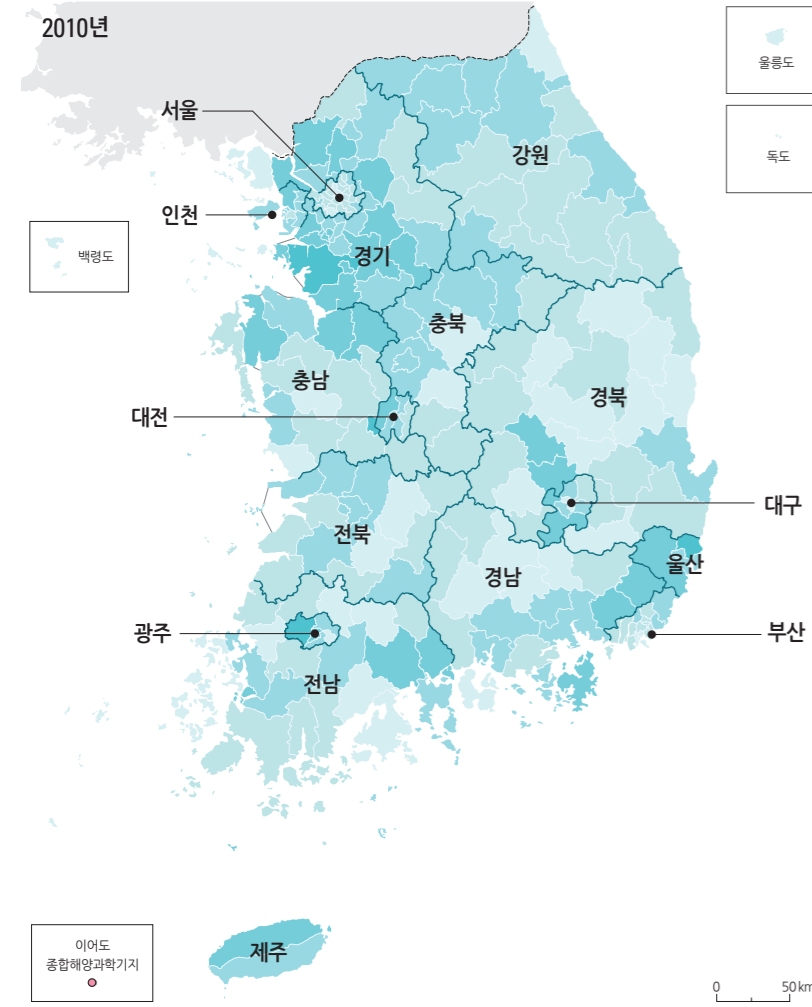 2010년
서울
강원
울릉도
독도
인천
백령도
경기
충북
충남
경북
대전
대구
전북
울산
경남
광주
부산
전남
이어도
종합해양과학기지
제주
0 50km